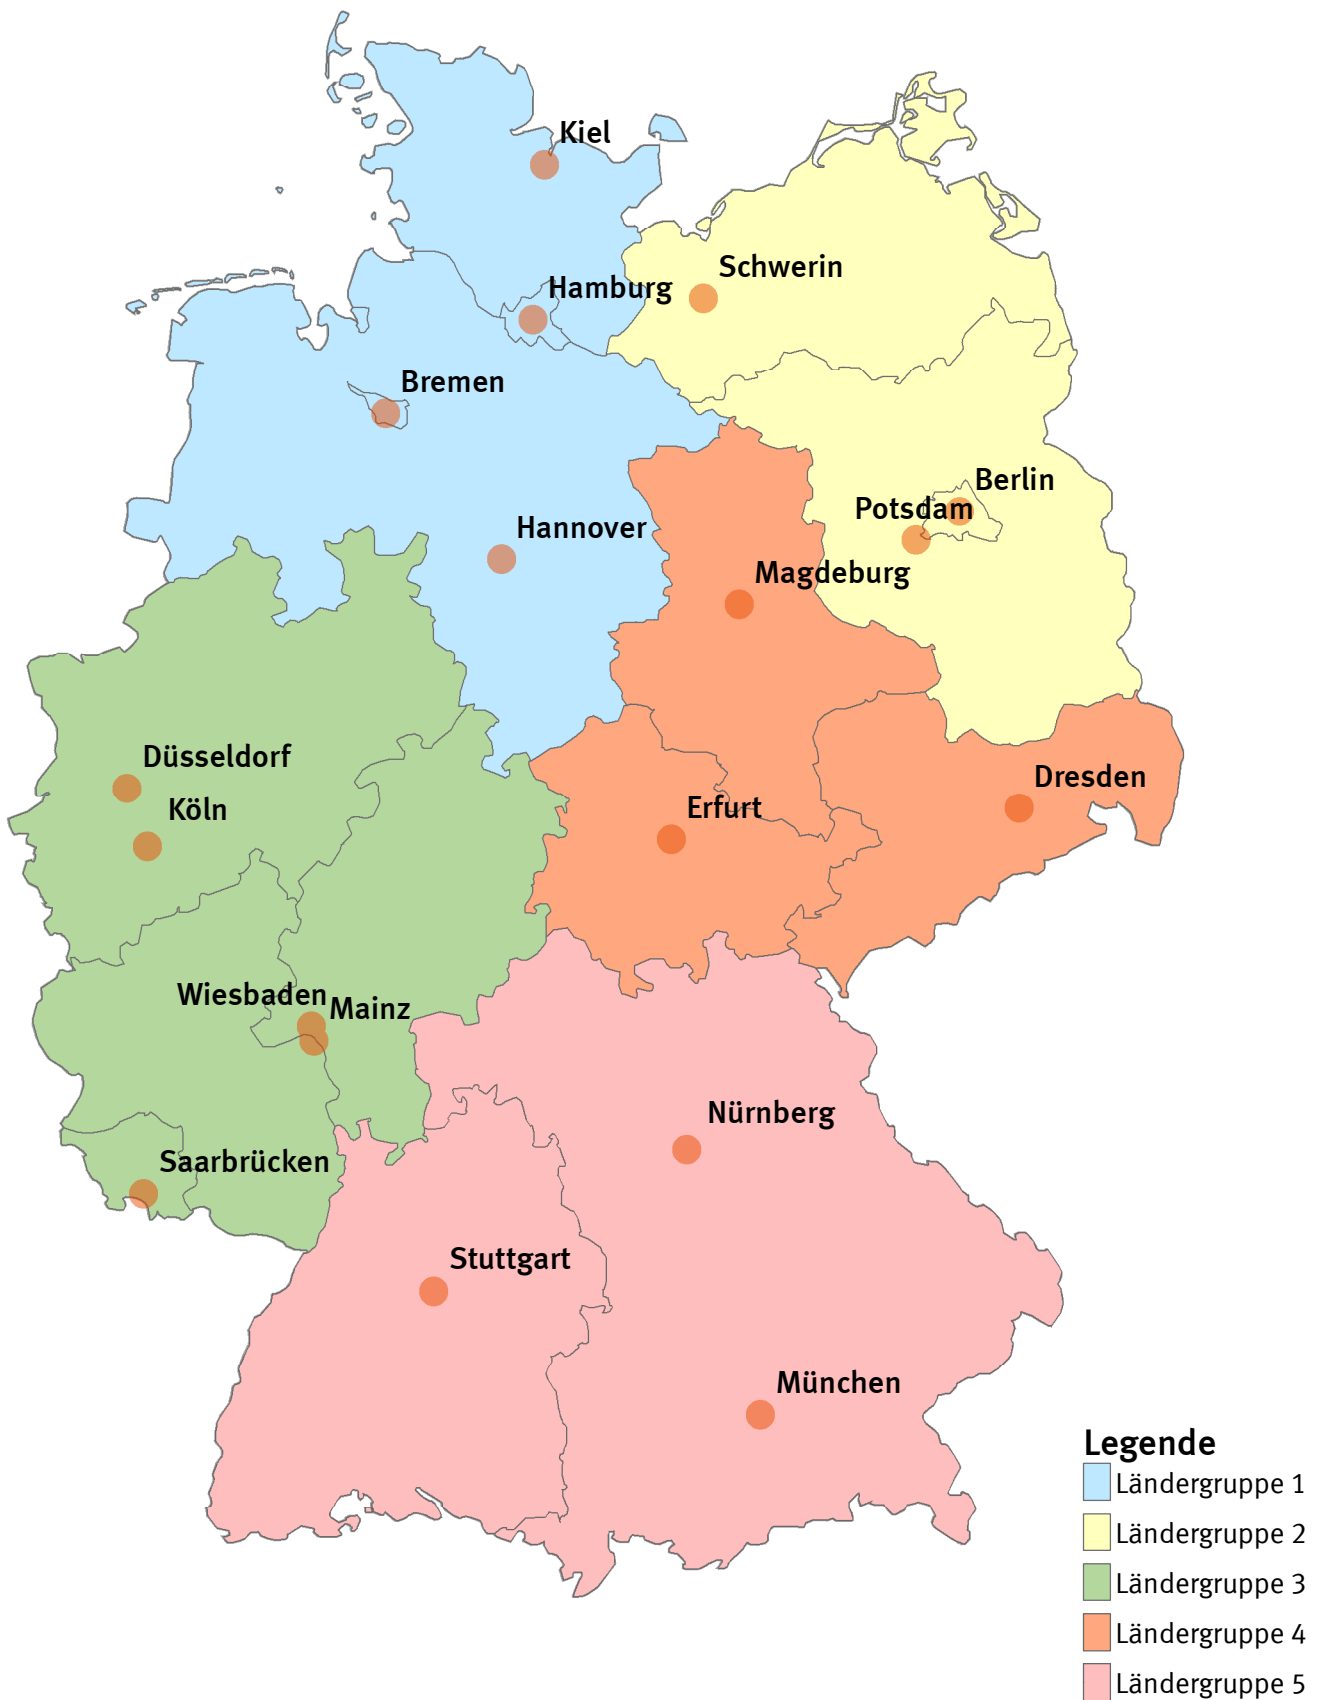 Kiel
Schwerin
Hamburg
Bremen
Berlin
Potsdam
Hannover
Magdeburg
Düsseldorf
Dresden
Köln
Erfurt
Wiesbaden
Mainz
Nürnberg
Saarbrücken
Stuttgart
München
Legende
Ländergruppe 1
Ländergruppe 2
Ländergruppe 3
Ländergruppe 4
Ländergruppe 5